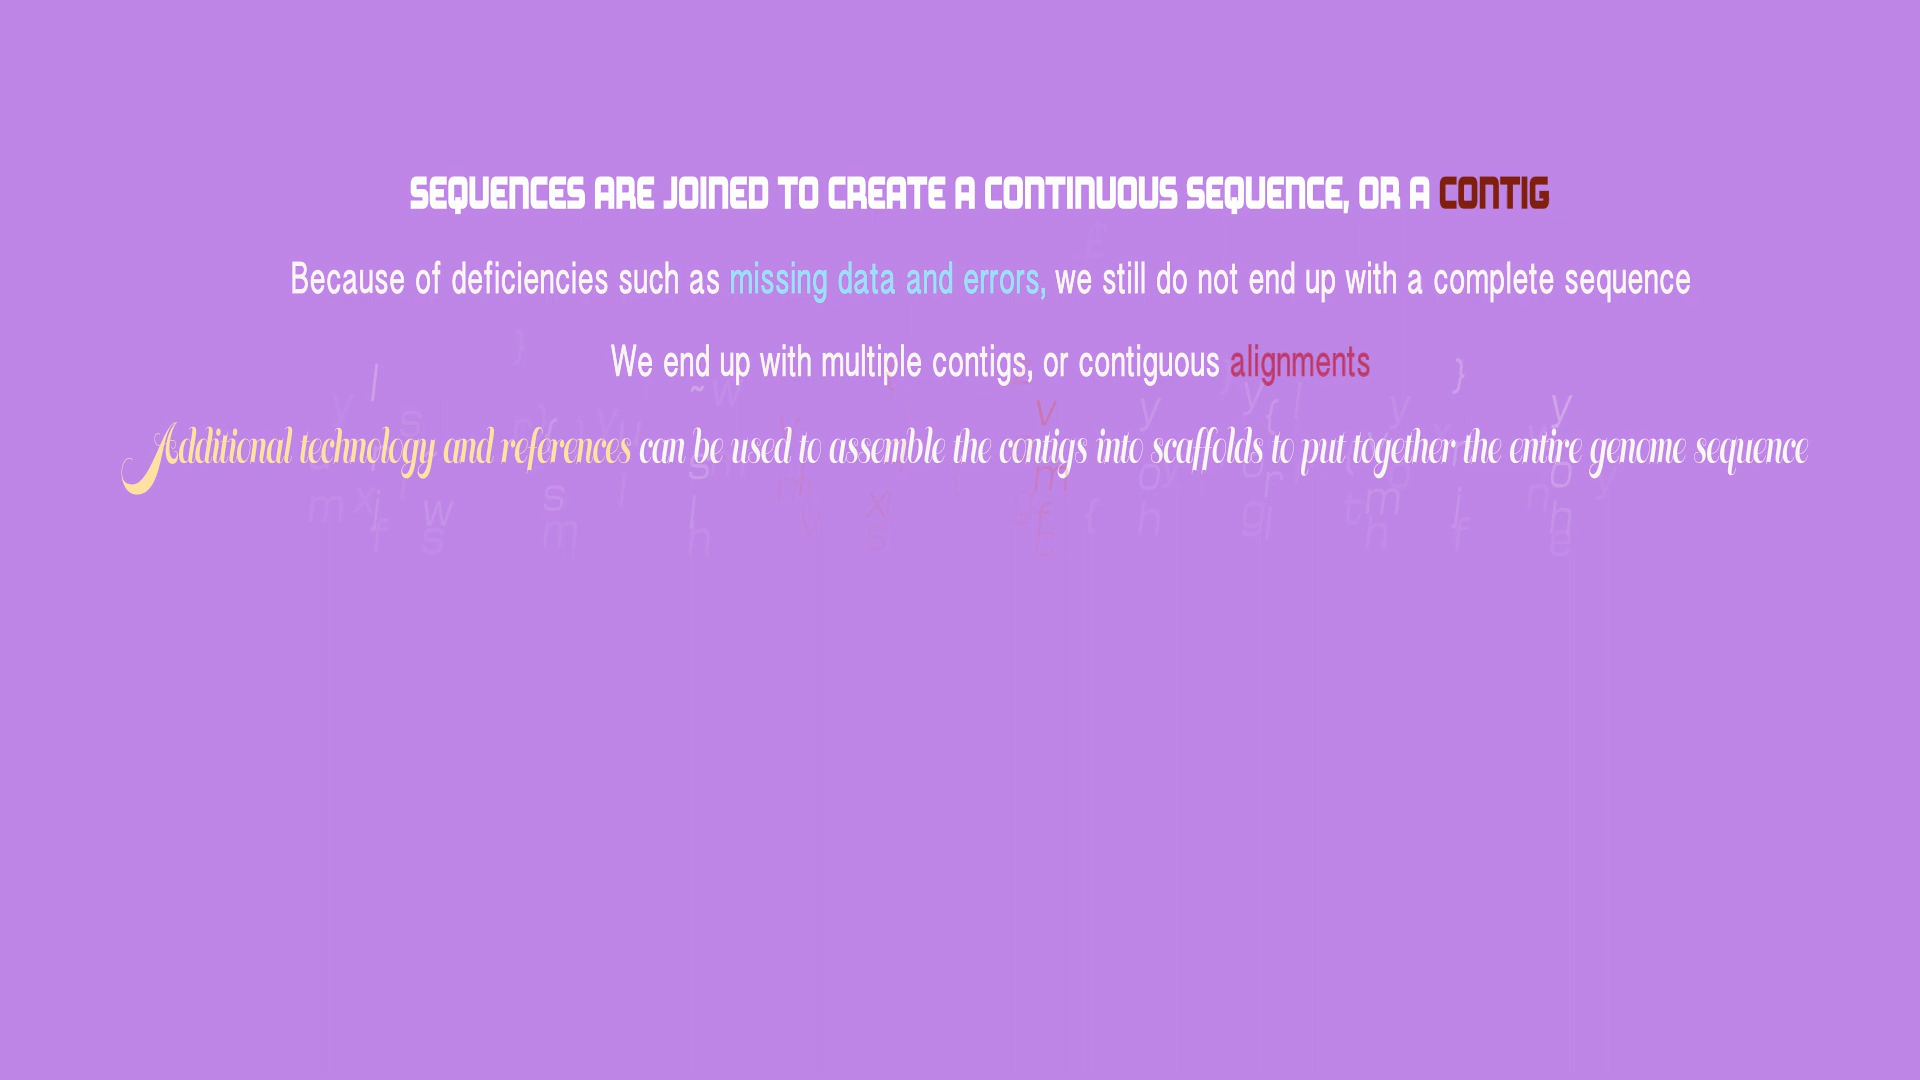 SEQUENCES ARE JOINED TO CREATE A CONTINUOUS SEQUENCE, OR A CONTIG
Because of deficiencies such as missing data and errors, we still do not end up with a complete sequence
We end up with multiple contigs, or contiguous alignments
Additional technology and references can be used to assemble the contigs into scaffolds to put together the entire genome sequence